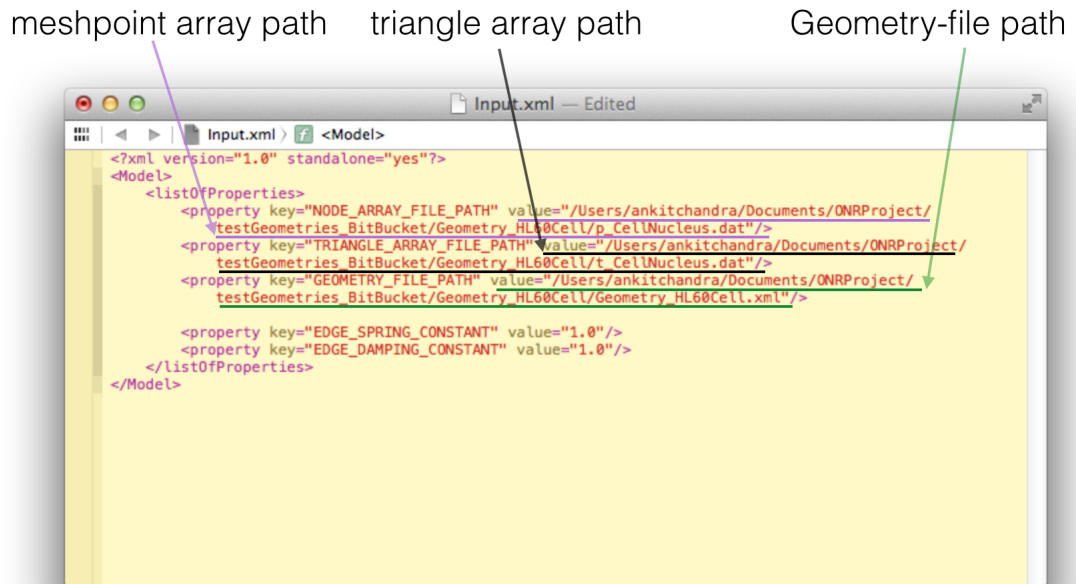 meshpoint array path triangle array path Geometry-file path
Input.xml — Edited
Input.xml f <Model>
<?xml version="1.0" standalone="yes"?>
<Model>
<listOfProperties>
<property key="NODE_ARRAY_FILE_PATH" value="/Users/ankitchandra/Documents/ONRProject/
testGeometries_BitBucket/Geometry_HL60Cell/p_CellNucleus.dat"/>
<property key="TRIANGLE_ARRAY_FILE_PATH" value="/Users/ankitchandra/Documents/ONRProject/
testGeometries_BitBucket/Geometry_HL60Cell/t_CellNucleus.dat"/>
<property key="GEOMETRY_FILE_PATH" value="/Users/ankitchandra/Documents/ONRProject/
testGeometries_BitBucket/Geometry_HL60Cell/Geometry_HL60Cell.xml"/>
<property key="EDGE_SPRING_CONSTANT" value="1.0"/>
<property key="EDGE_DAMPING_CONSTANT" value="1.0"/>
</listOfProperties>
</Model>